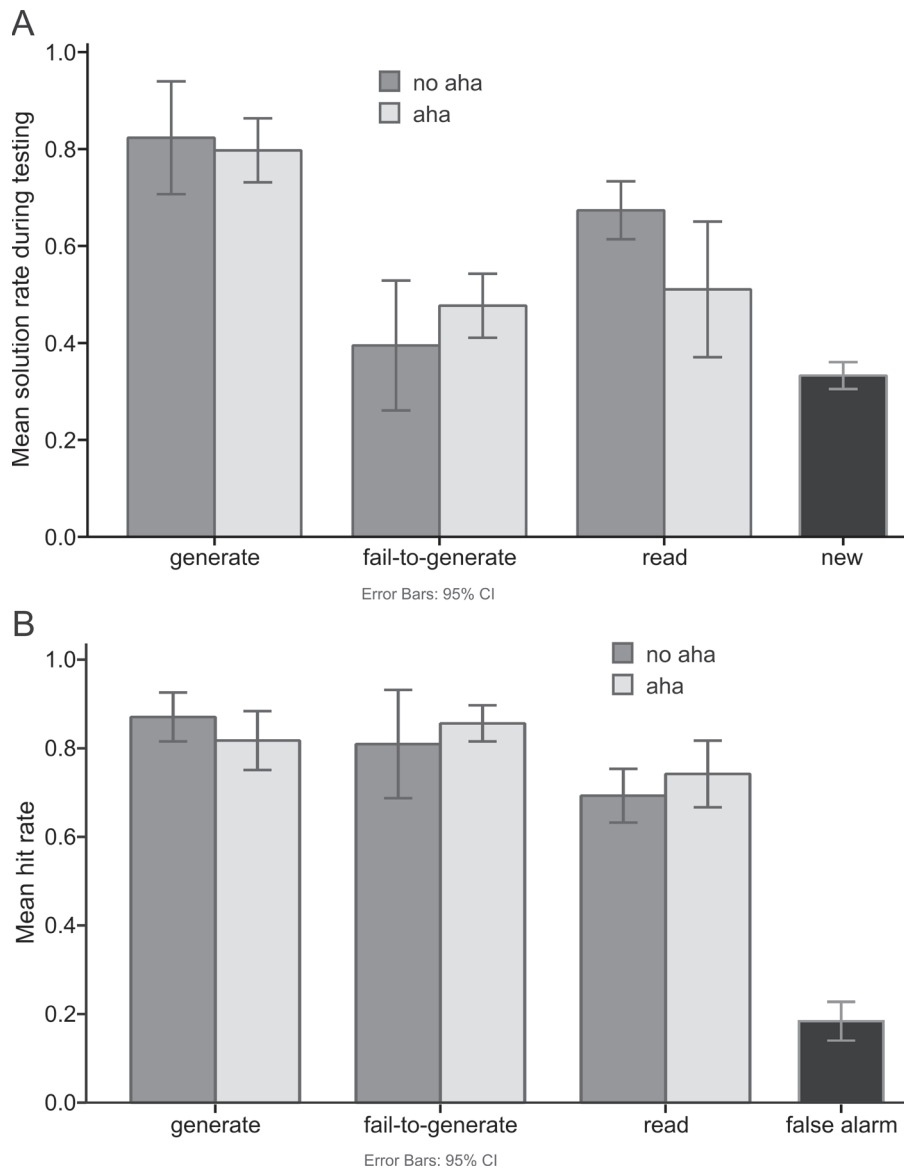 A
1.0
no aha
aha
0.8
0.6
0.4
0.2
0.0
Mean solution rate during testing
generate fail-to-generate read new
Error Bars: 95% CI
B
1.0
no aha
aha
0.8
0.6
0.4
0.2
0.0
Mean hit rate
generate fail-to-generate read false alarm
Error Bars: 95% CI